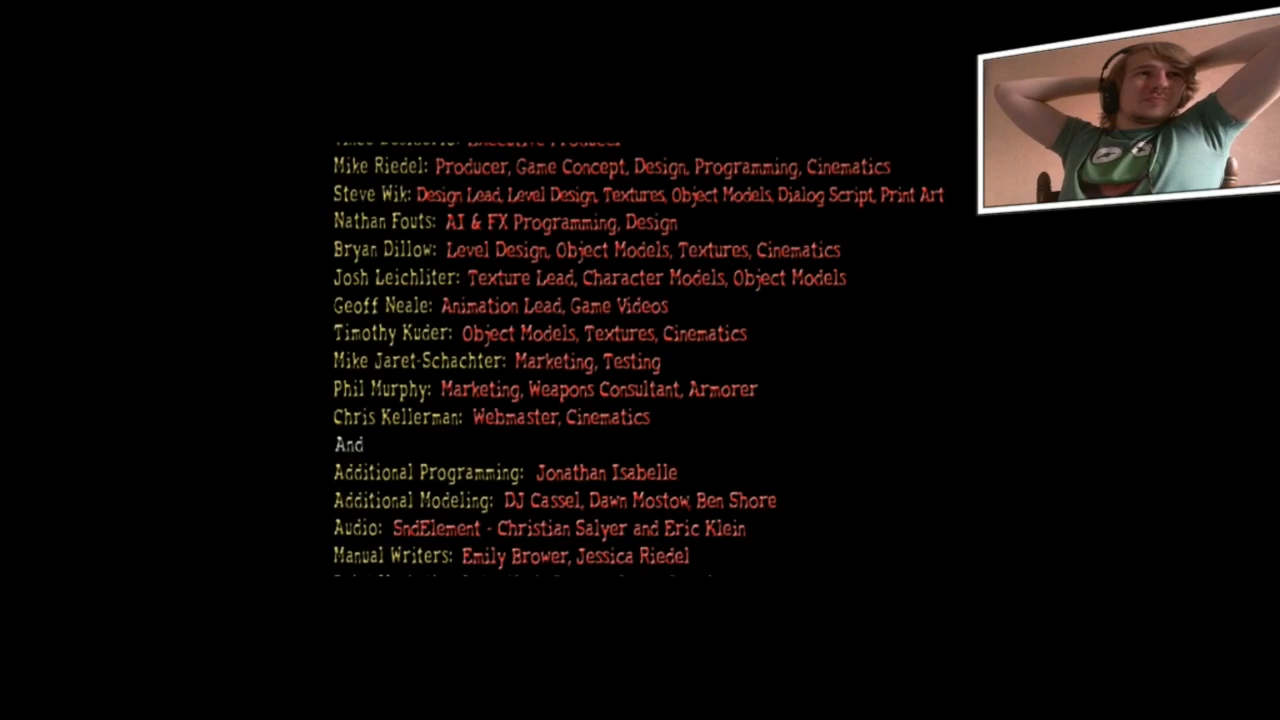 Mike Riedel: Producer, Game Concept, Design, Programming, Cinematics
Steve Wik: Design Lead, Level Design, Textures, Object Models, Dialog Script, Print Art
Nathan Fouts: AI & FX Programming, Design
Bryan Dillow: Level Design, Object Models, Textures, Cinematics
Josh Leichliter: Texture Lead, Character Models, Object Models
Geoff Neale: Animation Lead, Game Videos
Timothy Kuder: Object Models, Textures, Cinematics
Mike Jaret-Schachter: Marketing, Testing
Phil Murphy: Marketing, Weapons Consultant, Armorer
Chris Kellerman: Webmaster, Cinematics
And
Additional Programming: Jonathan Isabelle
Additional Modeling: DJ Cassel, Dawn Mostow, Ben Shore
Audio: SndElement - Christian Salyer and Eric Klein
Manual Writers: Emily Brower, Jessica Riedel